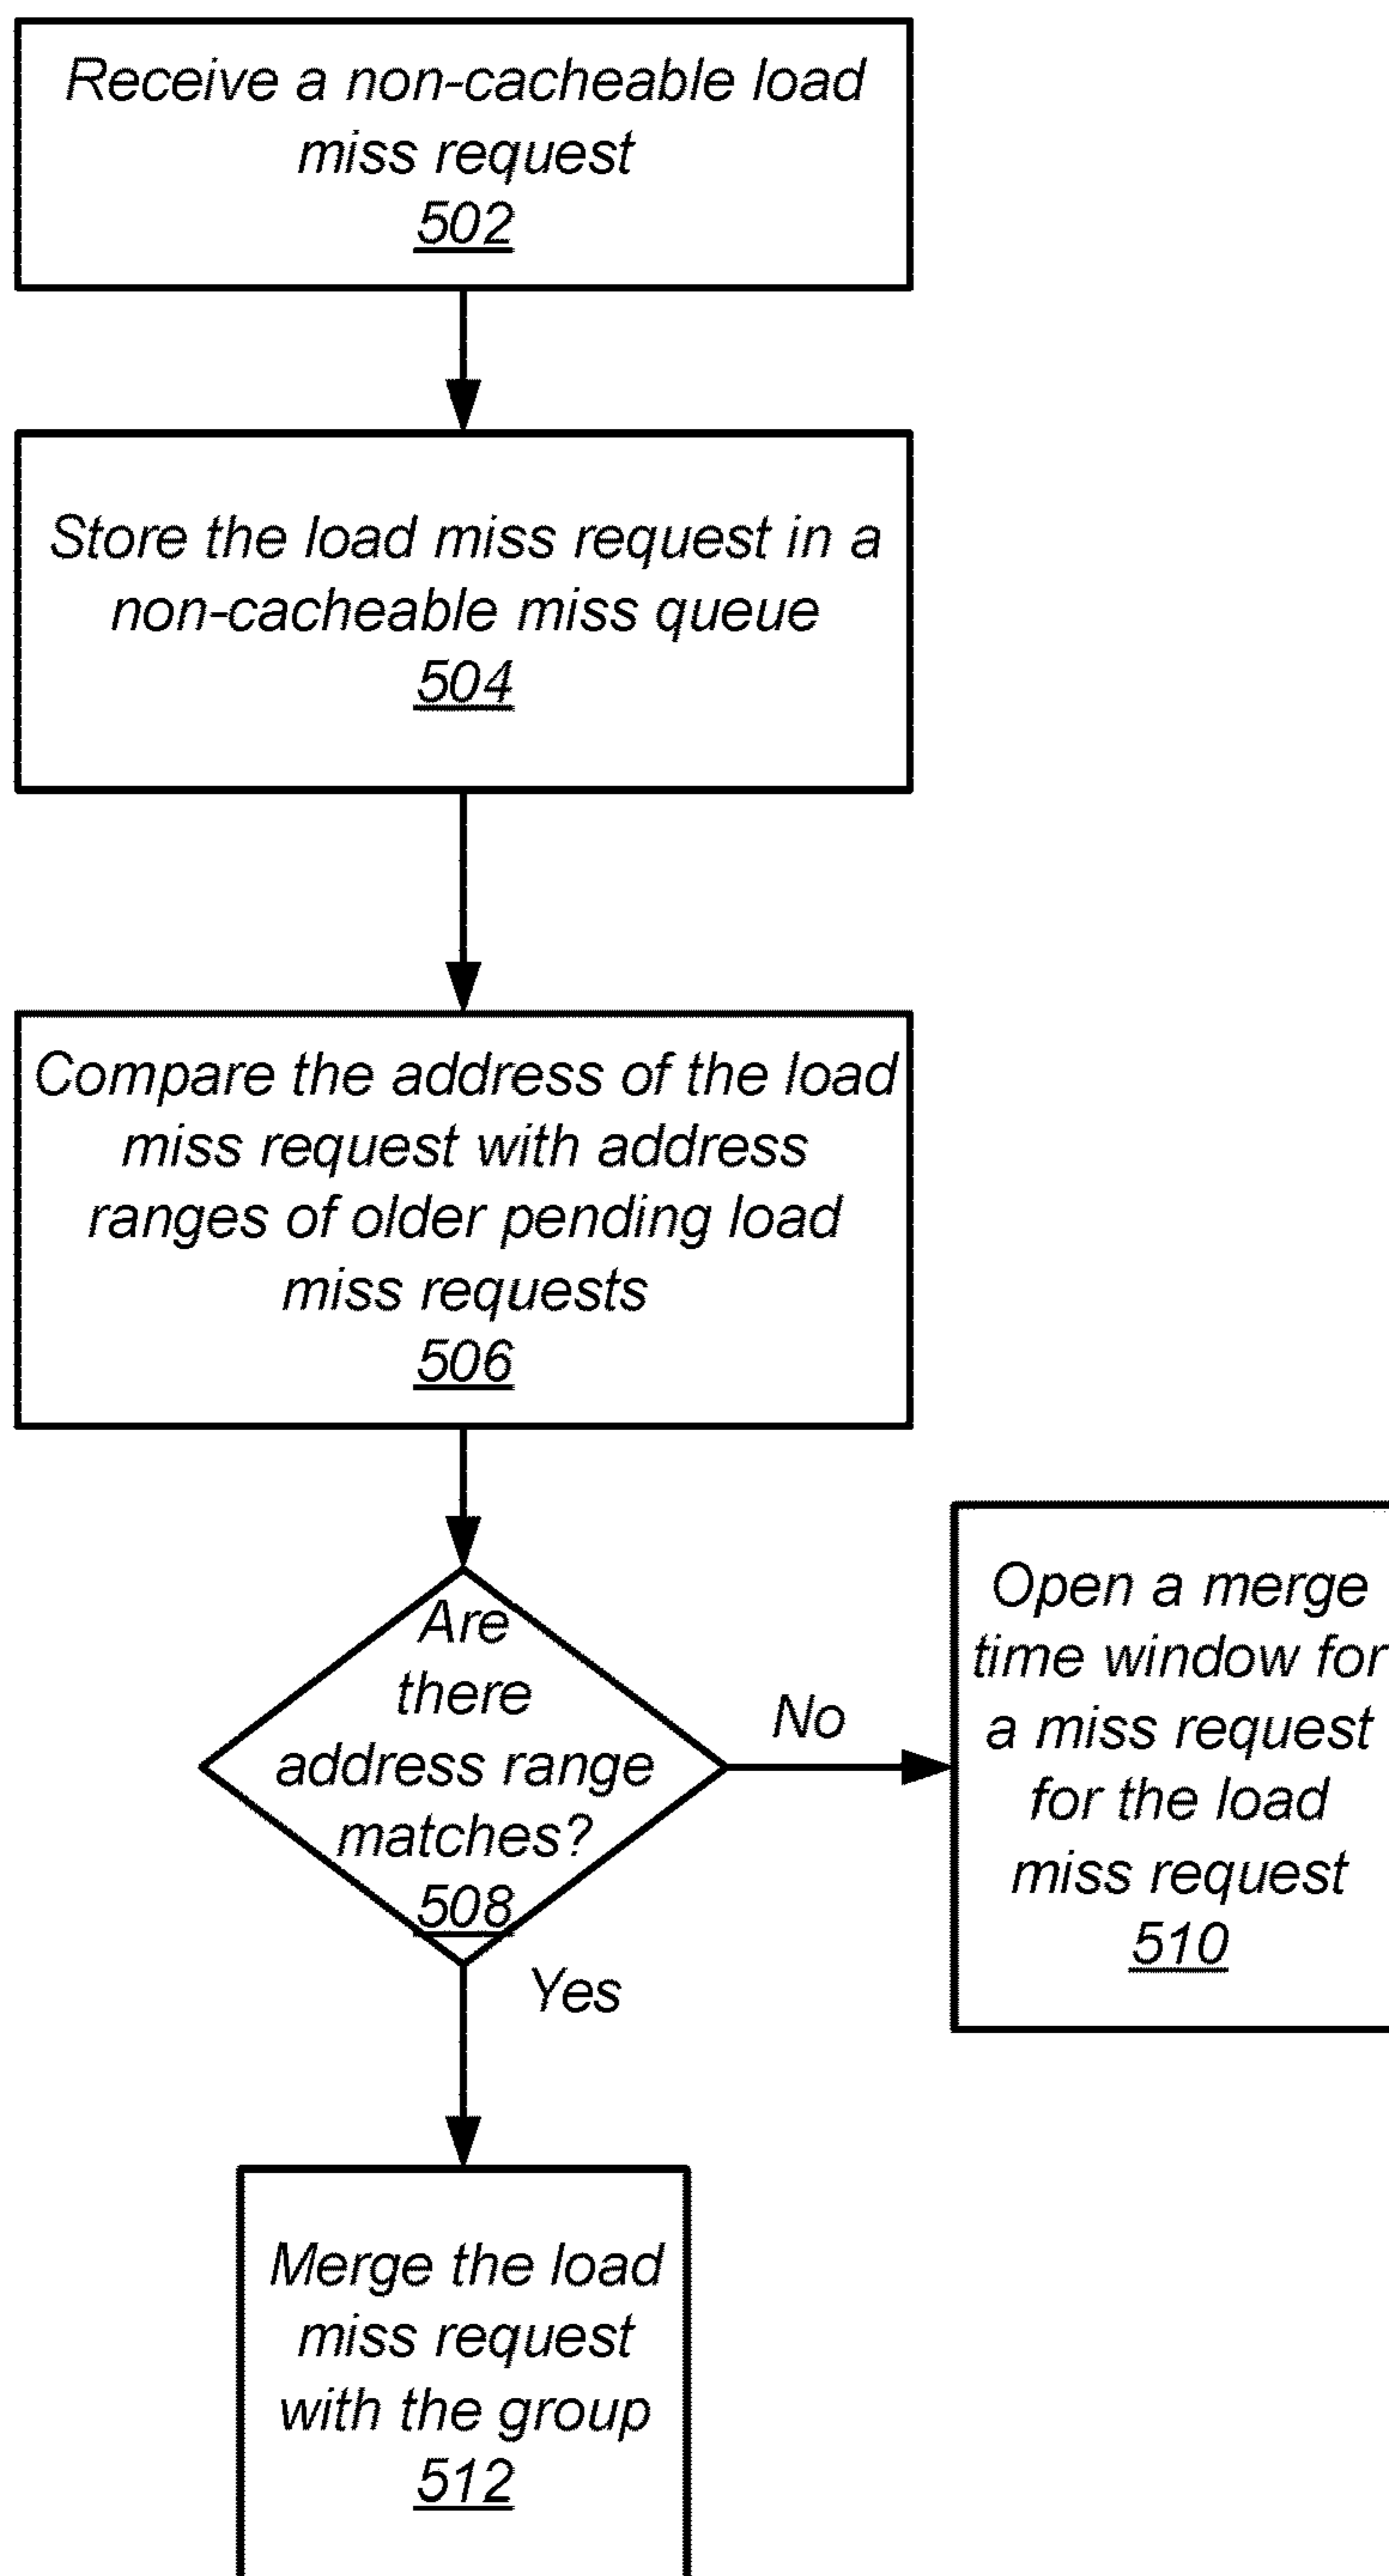 Receive a non-cacheable load
miss request
502
Store the load miss request in a
non-cacheable miss queue
504
Compare the address of the load
miss request with address
ranges of older pending load
miss requests
506
Are
there
address range
matches?
508
No
Open a merge
time window for
a miss request
for the load
miss request
510
Yes
Merge the load
miss request
with the group
512